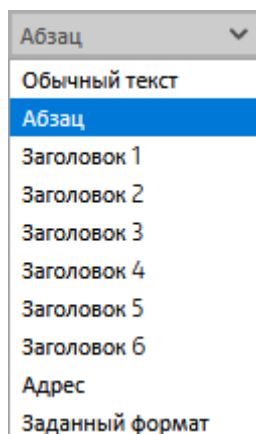 Абзац
Обычный текст
Абзац
Заголовок 1
Заголовок 2
Заголовок 3
Заголовок 4
Заголовок 5
Заголовок 6
Адрес
Заданный формат